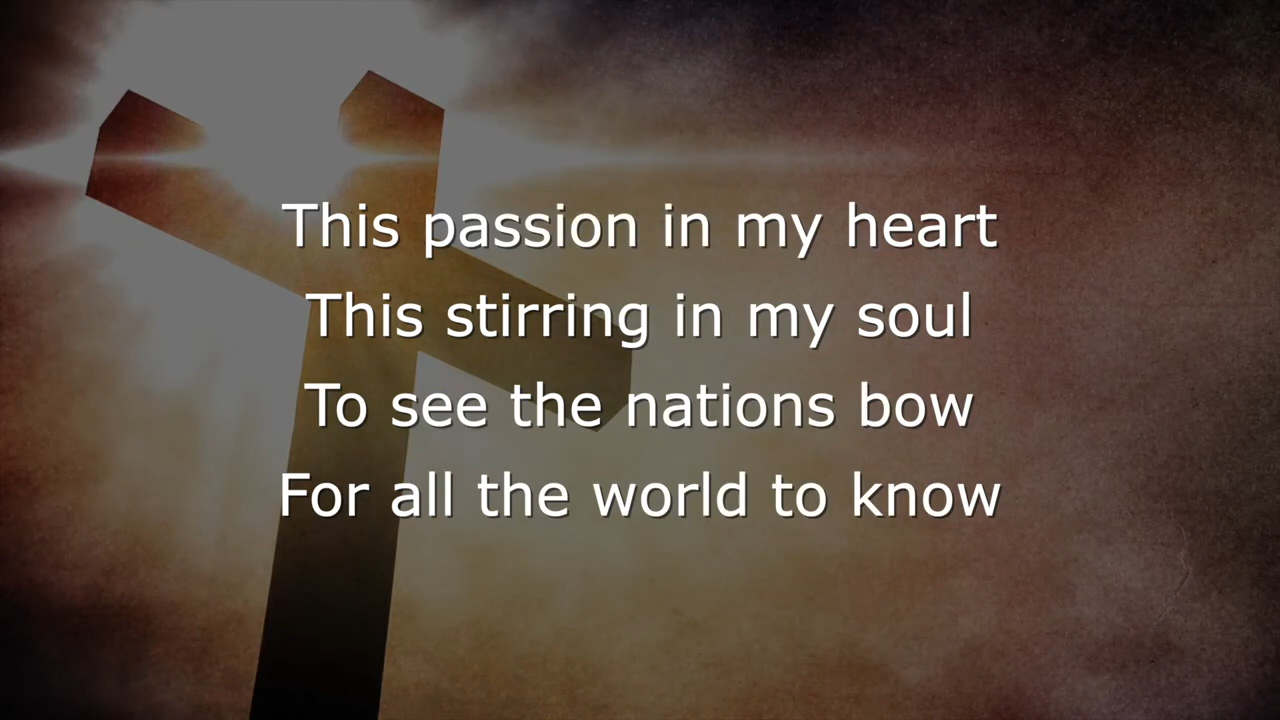 This passion in my heart
This stirring in my soul
To see the nations bow
For all the world to know